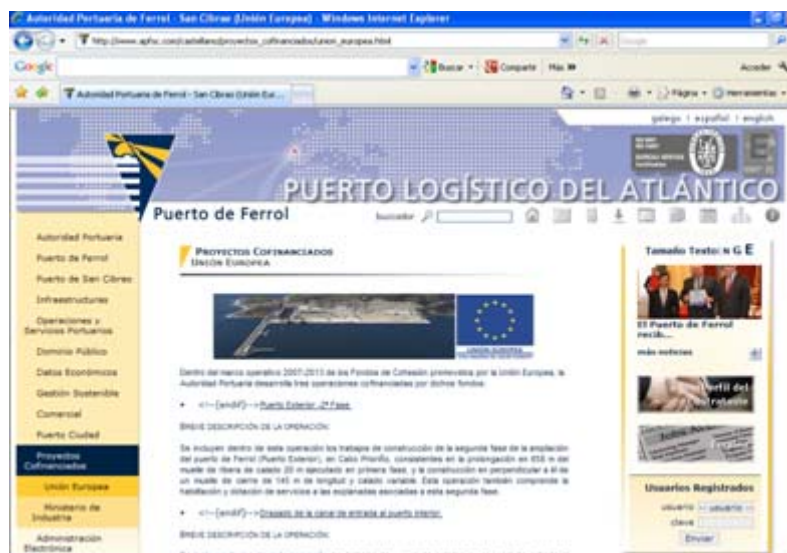 Autoridad Portuaria de Ferrol - San Cibrao (Unión Europea) - Windows Internet Explorer
Google
Buscar
Compartir
Más
Acceder
Autoridad Portuaria de Ferrol - San Cibrao (Unión Eur...
Página
Herramientas
galego | español | english
PUERTO LOGÍSTICO DEL ATLÁNTICO
Puerto de Ferrol
buscador
Autoridad Portuaria
Puerto de Ferrol
Puerto de San Cibrao
Infraestructuras
Operaciones y
Servicios Portuarios
Dominio Público
Datos Económicos
Gestión Sostenible
Comercial
Puerto Ciudad
Proyectos
Cofinanciados
Unión Europea
Ministerio de
Industria
Administración
Electrónica
PROYECTOS COFINANCIADOS
UNIÓN EUROPEA
UNION EUROPEA
Dentro del marco operativo 2007-2013 de los Fondos de Cohesión promovidos por la Unión Europea, la
Autoridad Portuaria desarrolla tres operaciones cofinanciadas por dichos fondos:
• <!--[endif]-->Puerto Exterior -2ª Fase.
BREVE DESCRIPCIÓN DE LA OPERACIÓN:
Se incluyen dentro de esta operación los trabajos de construcción de la segunda fase de la ampliación
del puerto de Ferrol (Puerto Exterior), en Cabo Prioriño, consistentes en la prolongación en 658 m del
muelle de ribera de calado 20 m ejecutado en primera fase, y la construcción en perpendicular a él de
un muelle de cierre de 145 m de longitud y calado variable. Esta operación también comprende la
habilitación y dotación de servicios a las explanadas asociadas a esta segunda fase.
• <!--[endif]-->Dragado de la canal de entrada al puerto interior.
BREVE DESCRIPCIÓN DE LA OPERACIÓN:
Tamaño Texto: N G E
El Puerto de Ferrol
recib...
más noticias
Perfil del
contratante
Usuarios Registrados
usuario
clave
Enviar